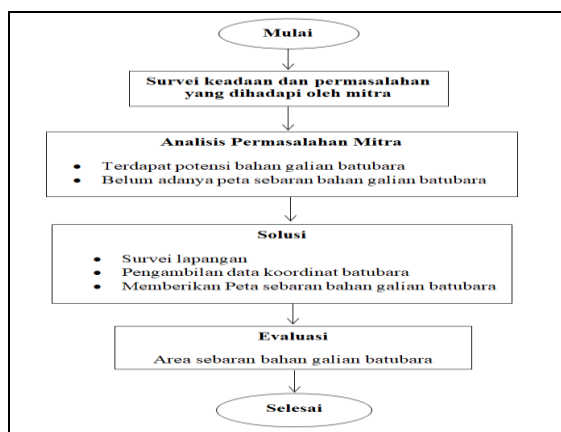 Mulai
Survei keadaan dan permasalahan
yang dihadapi oleh mitra
Analisis Permasalahan Mitra
• Terdapat potensi bahan galian batubara
• Belum adanya peta sebaran bahan galian batubara
Solusi
• Survei lapangan
• Pengambilan data koordinat batubara
• Memberikan Peta sebaran bahan galian batubara
Evaluasi
Area sebaran bahan galian batubara
Selesai